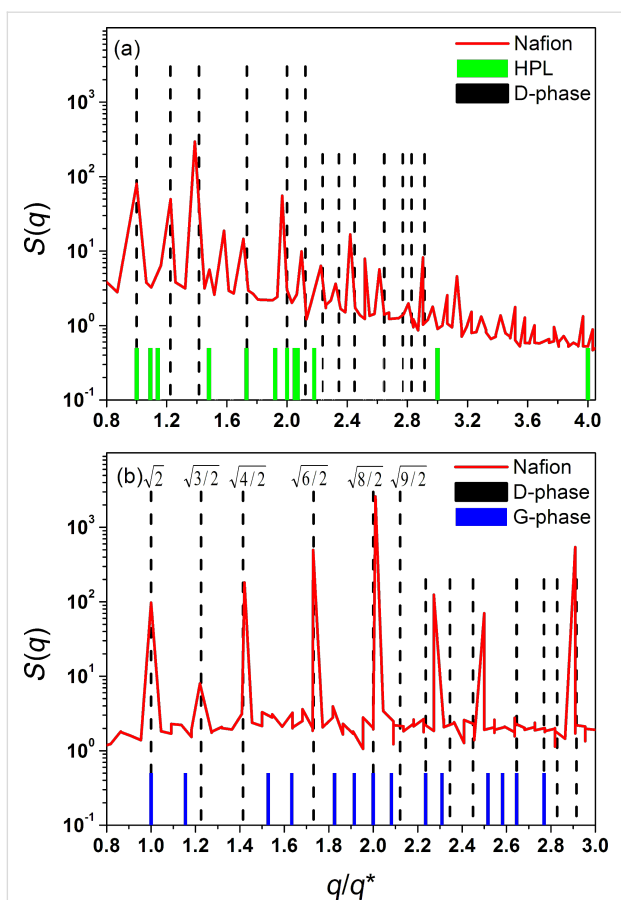 (a)
Nafion
HPL
D-phase
S(q)
10³
10²
10¹
10⁰
10⁻¹
0.8 1.2 1.6 2.0 2.4 2.8 3.2 3.6 4.0
(b) √2 √3/2 √4/2 √6/2 √8/2 √9/2
Nafion
D-phase
G-phase
S(q)
10³
10²
10¹
10⁰
10⁻¹
0.8 1.0 1.2 1.4 1.6 1.8 2.0 2.2 2.4 2.6 2.8 3.0
q/q*